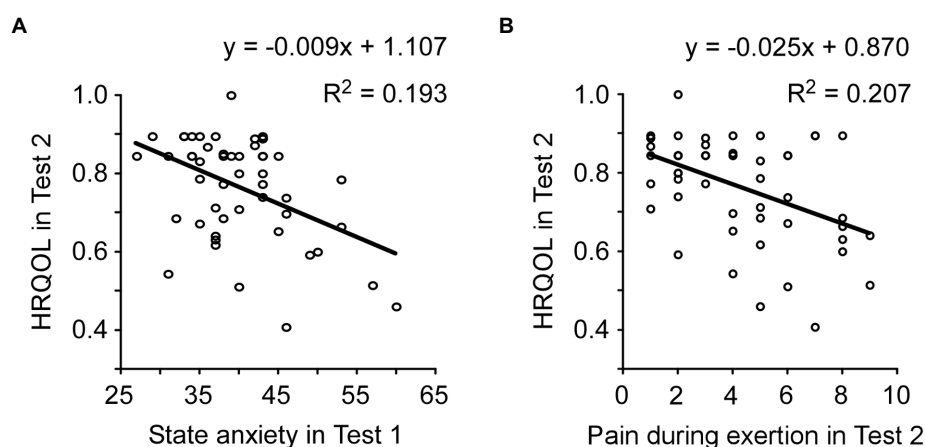 A
y = -0.009x + 1.107
R² = 0.193
HRQOL in Test 2
1.0
0.8
0.6
0.4
25 35 45 55 65
State anxiety in Test 1
B
y = -0.025x + 0.870
R² = 0.207
HRQOL in Test 2
1.0
0.8
0.6
0.4
0 2 4 6 8 10
Pain during exertion in Test 2